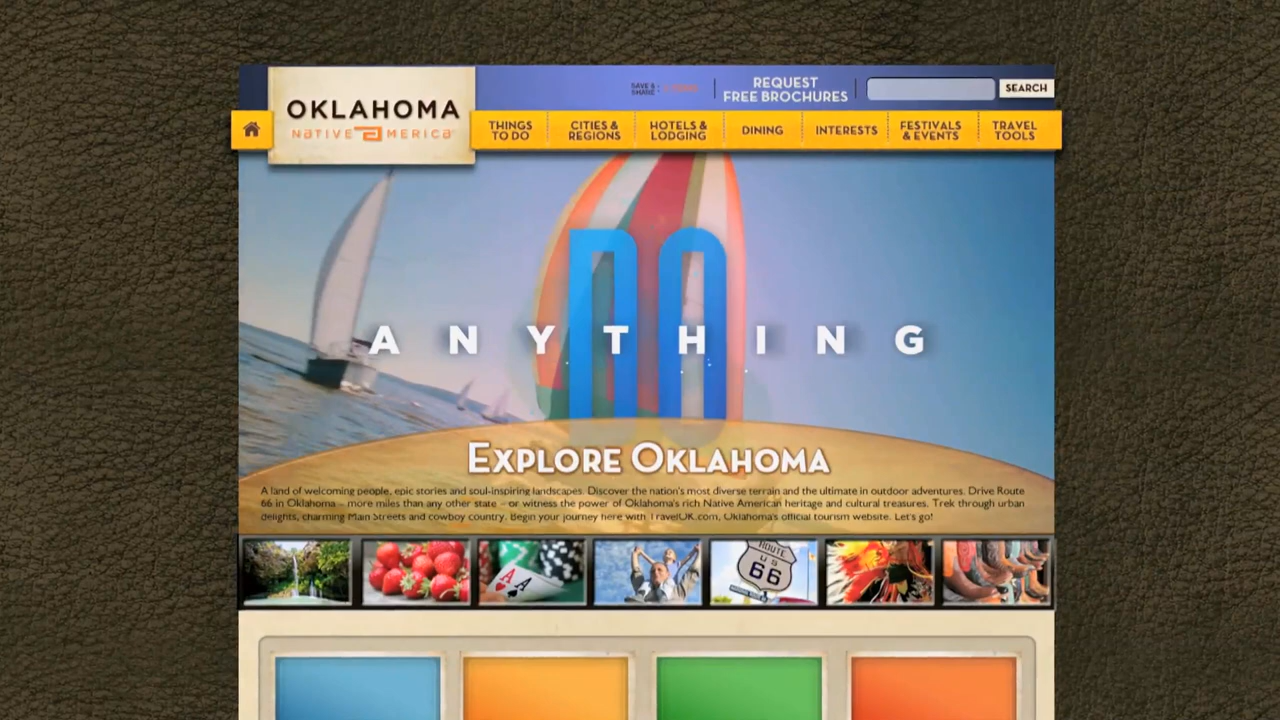 SAVE &
SHARE
REQUEST
FREE BROCHURES
SEARCH
OKLAHOMA
NATIVE AMERICA
THINGS
TO DO
CITIES &
REGIONS
HOTELS &
LODGING
DINING
INTERESTS
FESTIVALS
& EVENTS
TRAVEL
TOOLS
DO
ANYTHING
EXPLORE OKLAHOMA
A land of welcoming people, epic stories and soul-inspiring landscapes. Discover the nation's most diverse terrain and the ultimate in outdoor adventures. Drive Route
66 in Oklahoma – more miles than any other state – or witness the power of Oklahoma's rich Native American heritage and cultural treasures. Trek through urban
delights, charming Main Streets and cowboy country. Begin your journey here with TravelOK.com, Oklahoma's official tourism website. Let's go!
A
A
ROUTE
US
66